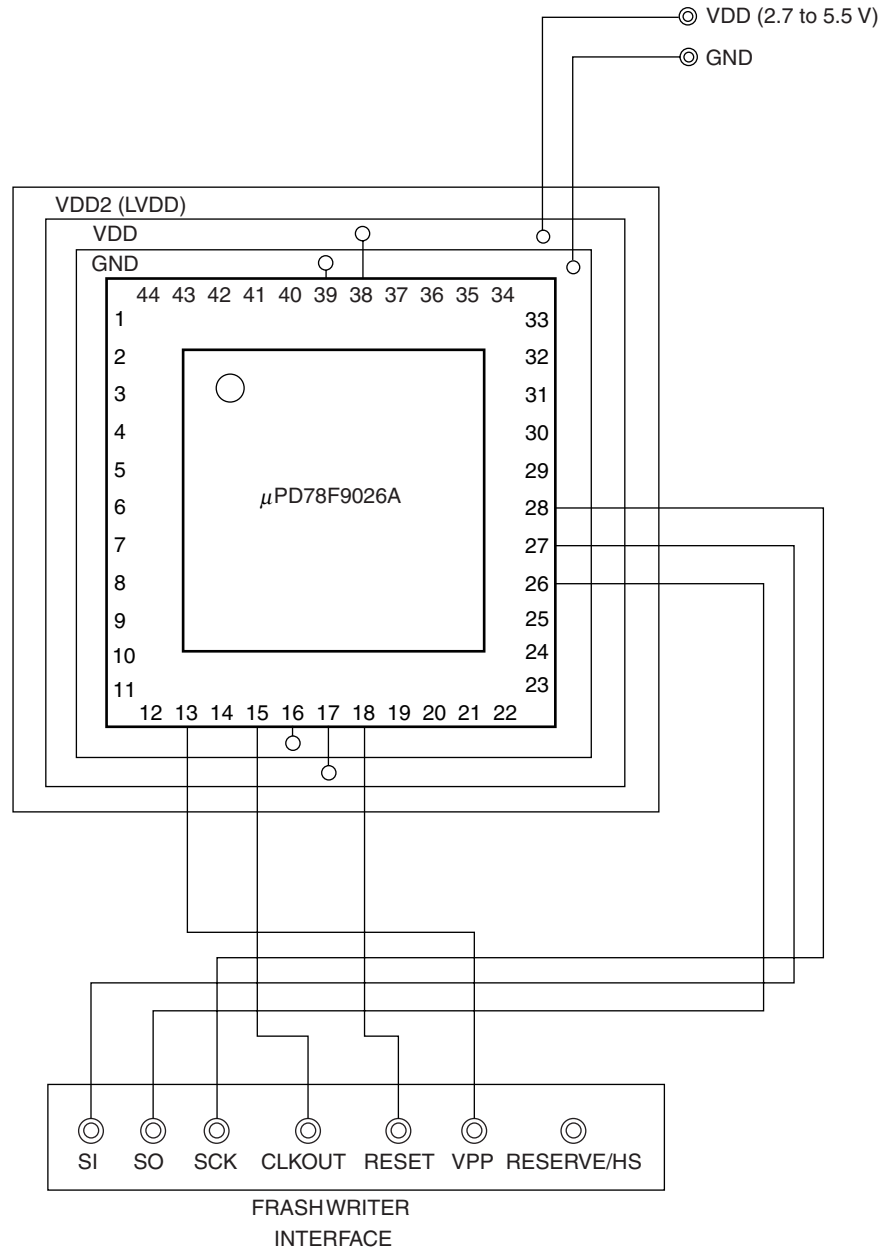 VDD (2.7 to 5.5 V)
GND
VDD2 (LVDD)
VDD
GND
44 43 42 41 40 39 38 37 36 35 34
1 33
2 32
3 31
4 30
5 29
6 μPD78F9026A 28
7 27
8 26
9 25
10 24
11 23
12 13 14 15 16 17 18 19 20 21 22
SI SO SCK CLKOUT RESET VPP RESERVE/HS
FRASHWRITER
INTERFACE